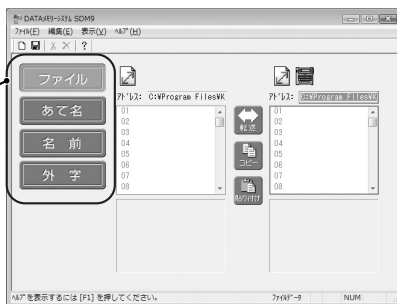 DATAﾒﾓﾘｰｼｽﾃﾑ SDM9
ﾌｧｲﾙ(E) 編集(E) 表示(V) ﾍﾙﾌﾟ(H)
ファイル
あて名
名 前
外 字
ｱﾄﾞﾚｽ: C:¥Program Files¥K
01
02
03
04
05
06
07
08
転送
コピー
貼り付け
ｱﾄﾞﾚｽ: C:¥Program Files¥K
01
02
03
04
05
06
07
08
ﾍﾙﾌﾟを表示するには [F1] を押してください。
ﾌｧｲﾙﾃﾞｰﾀ
NUM